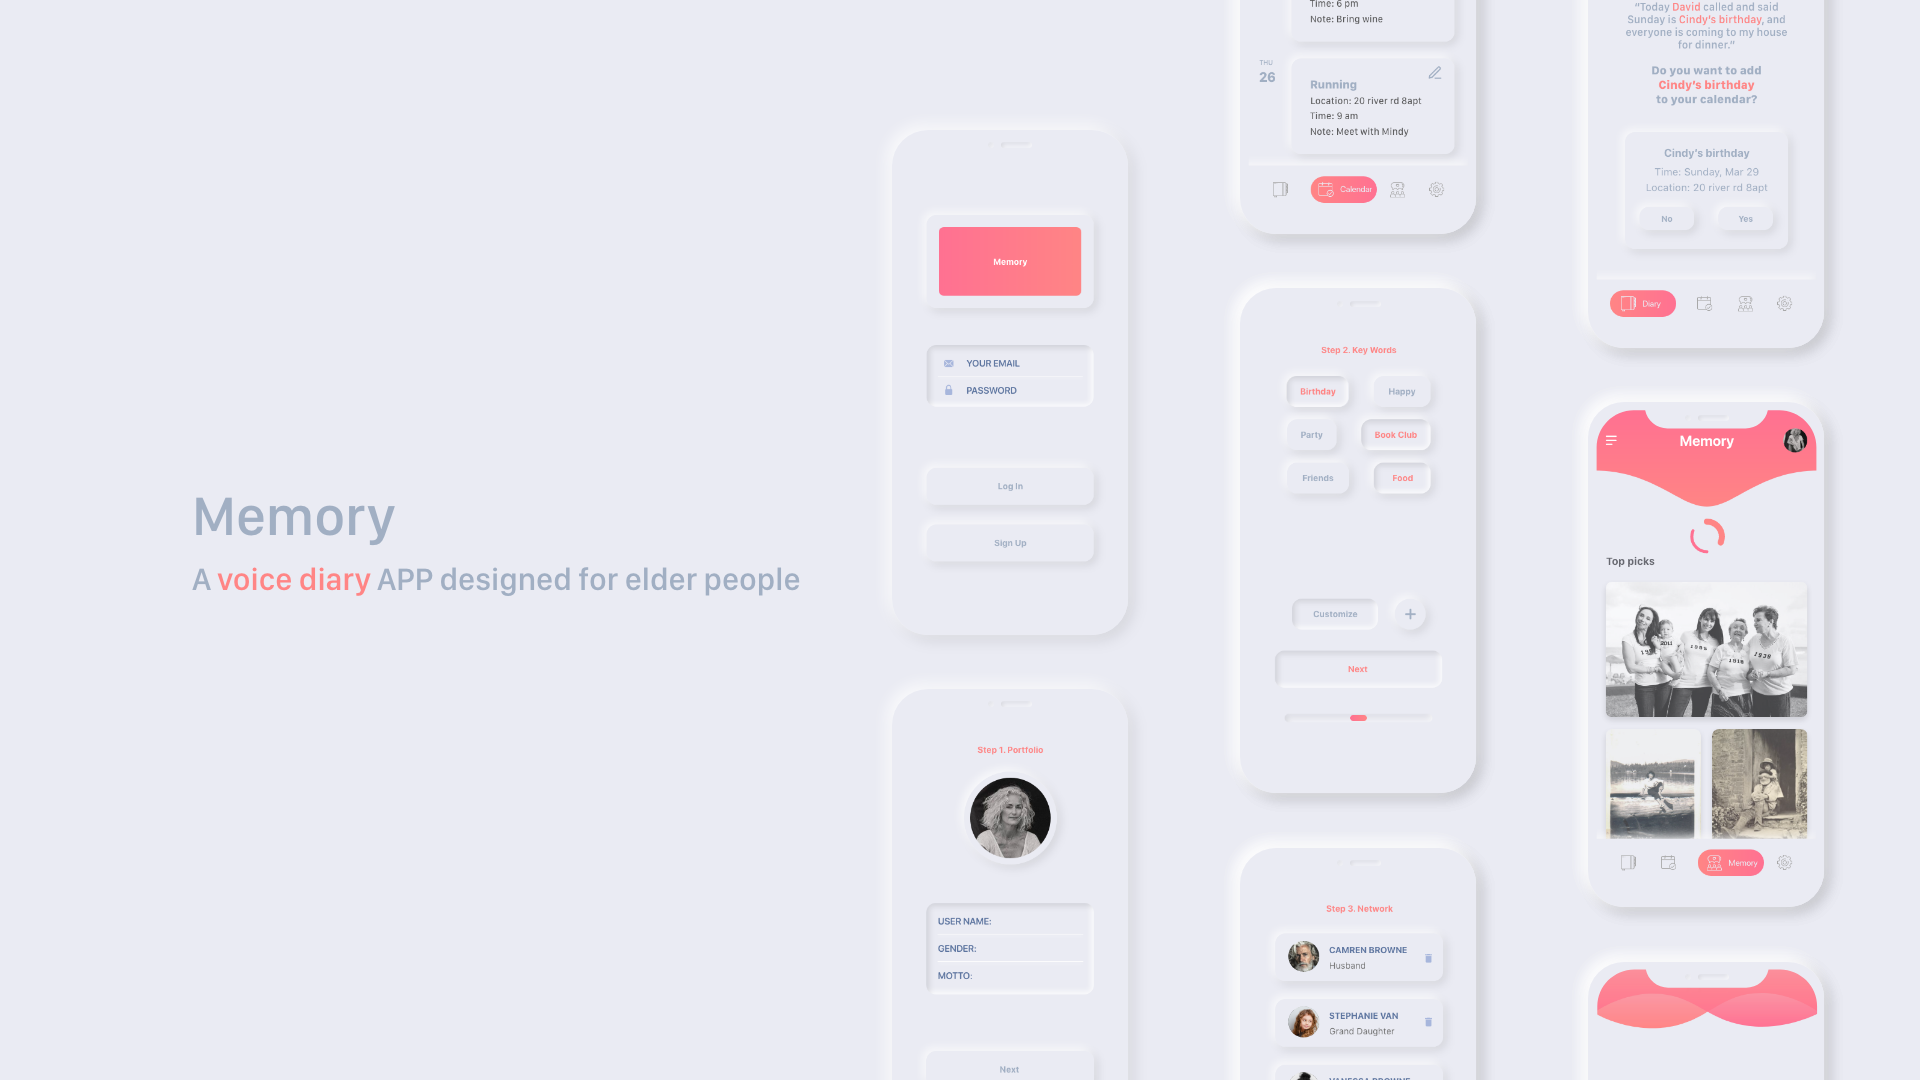 Memory
A voice diary APP designed for elder people
Memory
YOUR EMAIL
PASSWORD
Log In
Sign Up
Step 1. Portfolio
USER NAME:
GENDER:
MOTTO:
Next
Time: 6 pm
Note: Bring wine
THU
26
Running
Location: 20 river rd 8apt
Time: 9 am
Note: Meet with Mindy
Calendar
Step 2. Key Words
Birthday
Happy
Party
Book Club
Friends
Food
Customize
+
Next
Step 3. Network
CAMREN BROWNE
Husband
STEPHANIE VAN
Grand Daughter
VANESSA BROWNE
“Today David called and said
Sunday is Cindy’s birthday, and
everyone is coming to my house
for dinner.”
Do you want to add
Cindy’s birthday
to your calendar?
Cindy’s birthday
Time: Sunday, Mar 29
Location: 20 river rd 8apt
No
Yes
Diary
Memory
Top picks
2011
1938
Memory